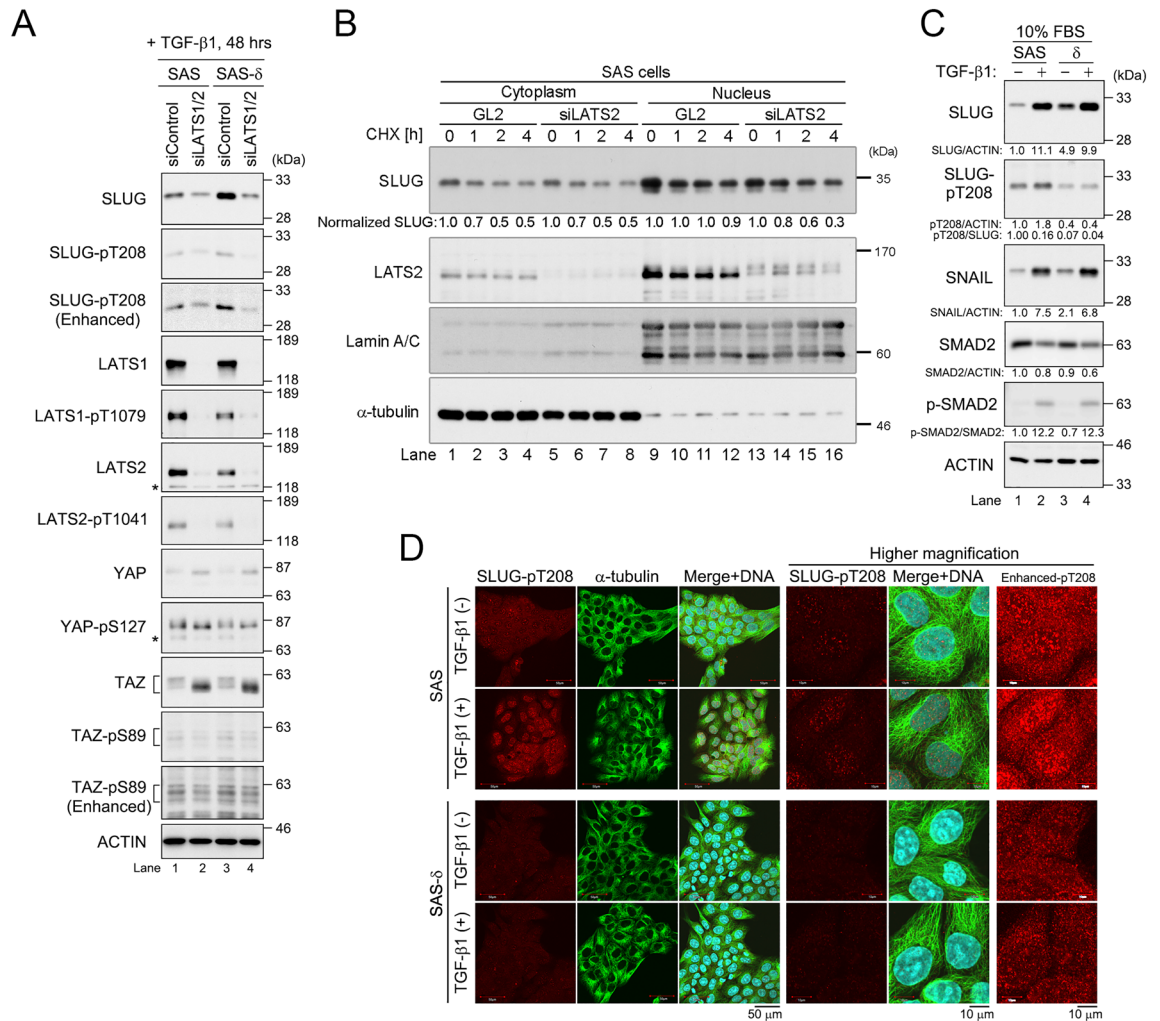 A
+ TGF-β1, 48 hrs
SAS SAS-δ
siControl siLATS1/2 siControl siLATS1/2
(kDa)
SLUG 33 28
SLUG-pT208 33 28
SLUG-pT208 (Enhanced) 33 28
LATS1 189 118
LATS1-pT1079 189 118
LATS2 189 * 118
LATS2-pT1041 189 118
YAP 87 63
YAP-pS127 87 * 63
TAZ 63
TAZ-pS89 63
TAZ-pS89 (Enhanced) 63
ACTIN 46
Lane 1 2 3 4
B
SAS cells
Cytoplasm Nucleus
GL2 siLATS2 GL2 siLATS2
CHX [h] 0 1 2 4 0 1 2 4 0 1 2 4 0 1 2 4
(kDa)
SLUG 35
Normalized SLUG: 1.0 0.7 0.5 0.5 1.0 0.7 0.5 0.5 1.0 1.0 1.0 0.9 1.0 0.8 0.6 0.3
LATS2 170
Lamin A/C 60
α-tubulin 46
Lane 1 2 3 4 5 6 7 8 9 10 11 12 13 14 15 16
C
10% FBS
SAS δ
TGF-β1: − + − + (kDa)
SLUG 33 28
SLUG/ACTIN: 1.0 11.1 4.9 9.9
SLUG-pT208 33 28
pT208/ACTIN: 1.0 1.8 0.4 0.4
pT208/SLUG: 1.00 0.16 0.07 0.04
SNAIL 33 28
SNAIL/ACTIN: 1.0 7.5 2.1 6.8
SMAD2 63
SMAD2/ACTIN: 1.0 0.8 0.9 0.6
p-SMAD2 63
p-SMAD2/SMAD2: 1.0 12.2 0.7 12.3
ACTIN 46 33
Lane 1 2 3 4
D
Higher magnification
SLUG-pT208 α-tubulin Merge+DNA SLUG-pT208 Merge+DNA Enhanced-pT208
SAS
TGF-β1 (-)
TGF-β1 (+)
SAS-δ
TGF-β1 (-)
TGF-β1 (+)
50 μm 10 μm 10 μm